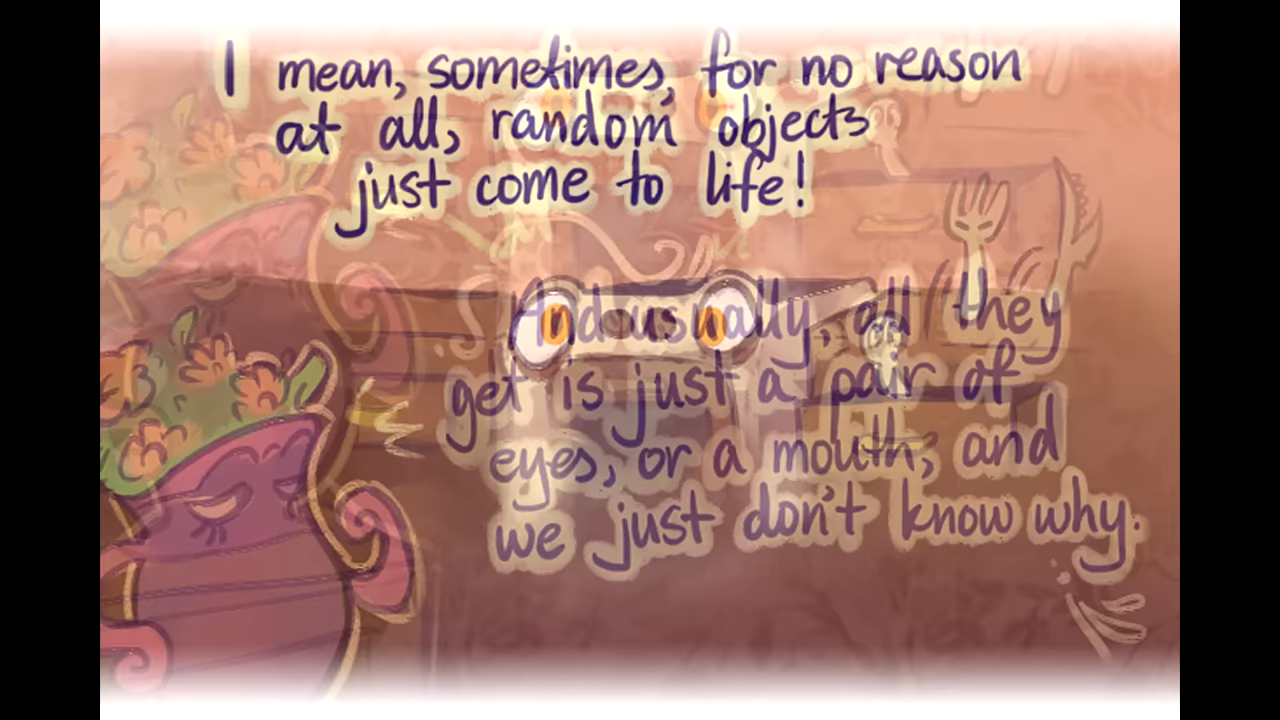 I mean, sometimes, for no reason
at all, random objects
just come to life!
And usually, all they
get is just a pair of
eyes, or a mouth, and
we just don't know why.